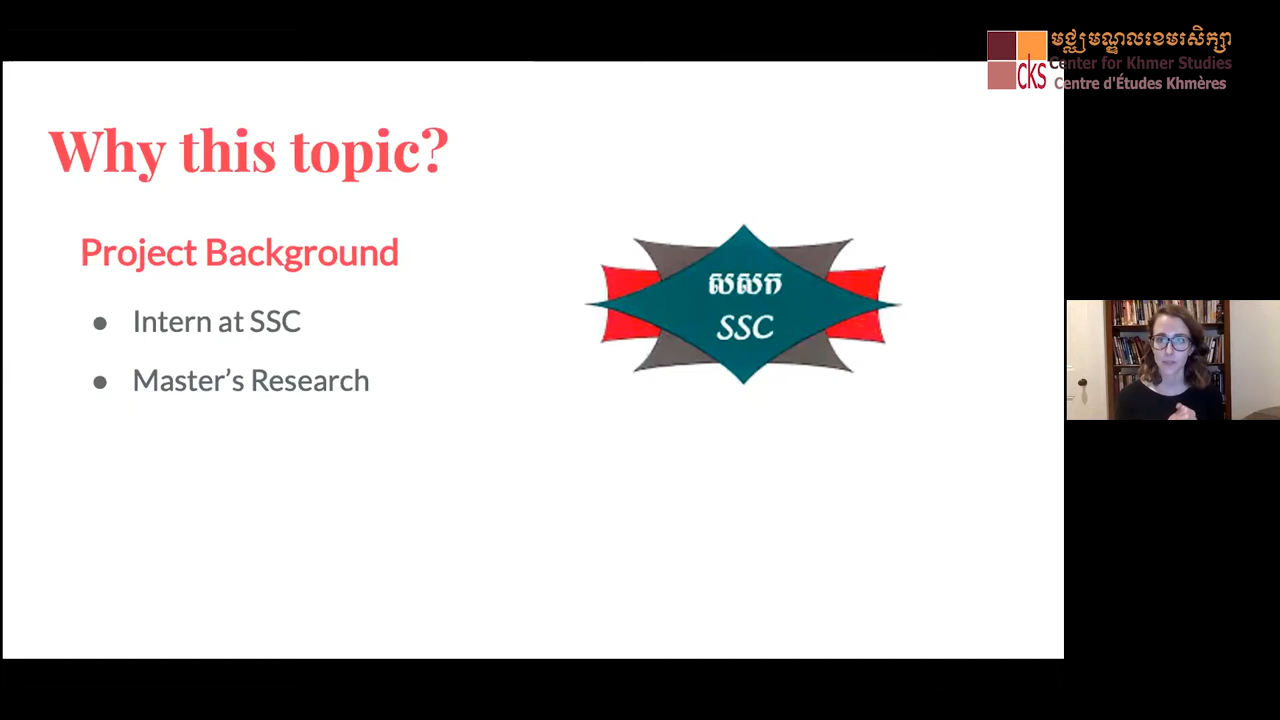 មជ្ឈមណ្ឌលខេមរសិក្សា
Center for Khmer Studies
Centre d'Études Khmères
CKS
Why this topic?
Project Background
● Intern at SSC
● Master’s Research
សសក
SSC